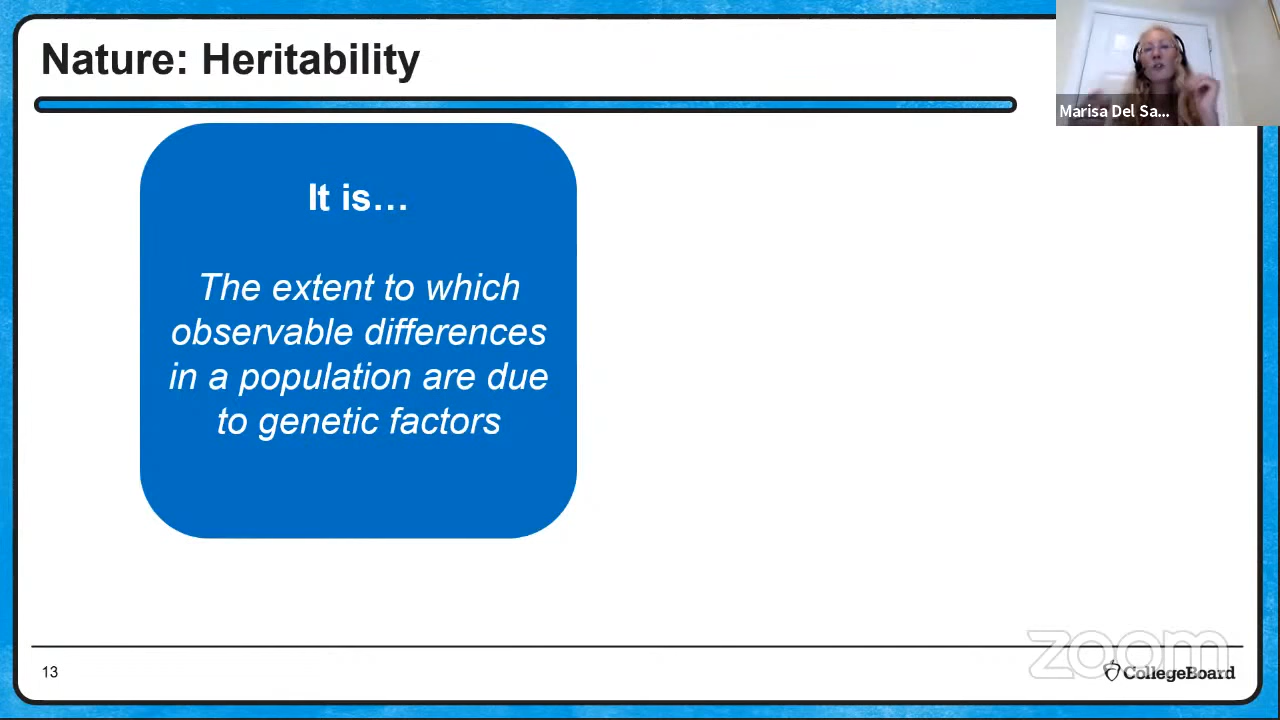 Nature: Heritability
Marisa Del Sa...
It is…
The extent to which
observable differences
in a population are due
to genetic factors
zoom
13
CollegeBoard